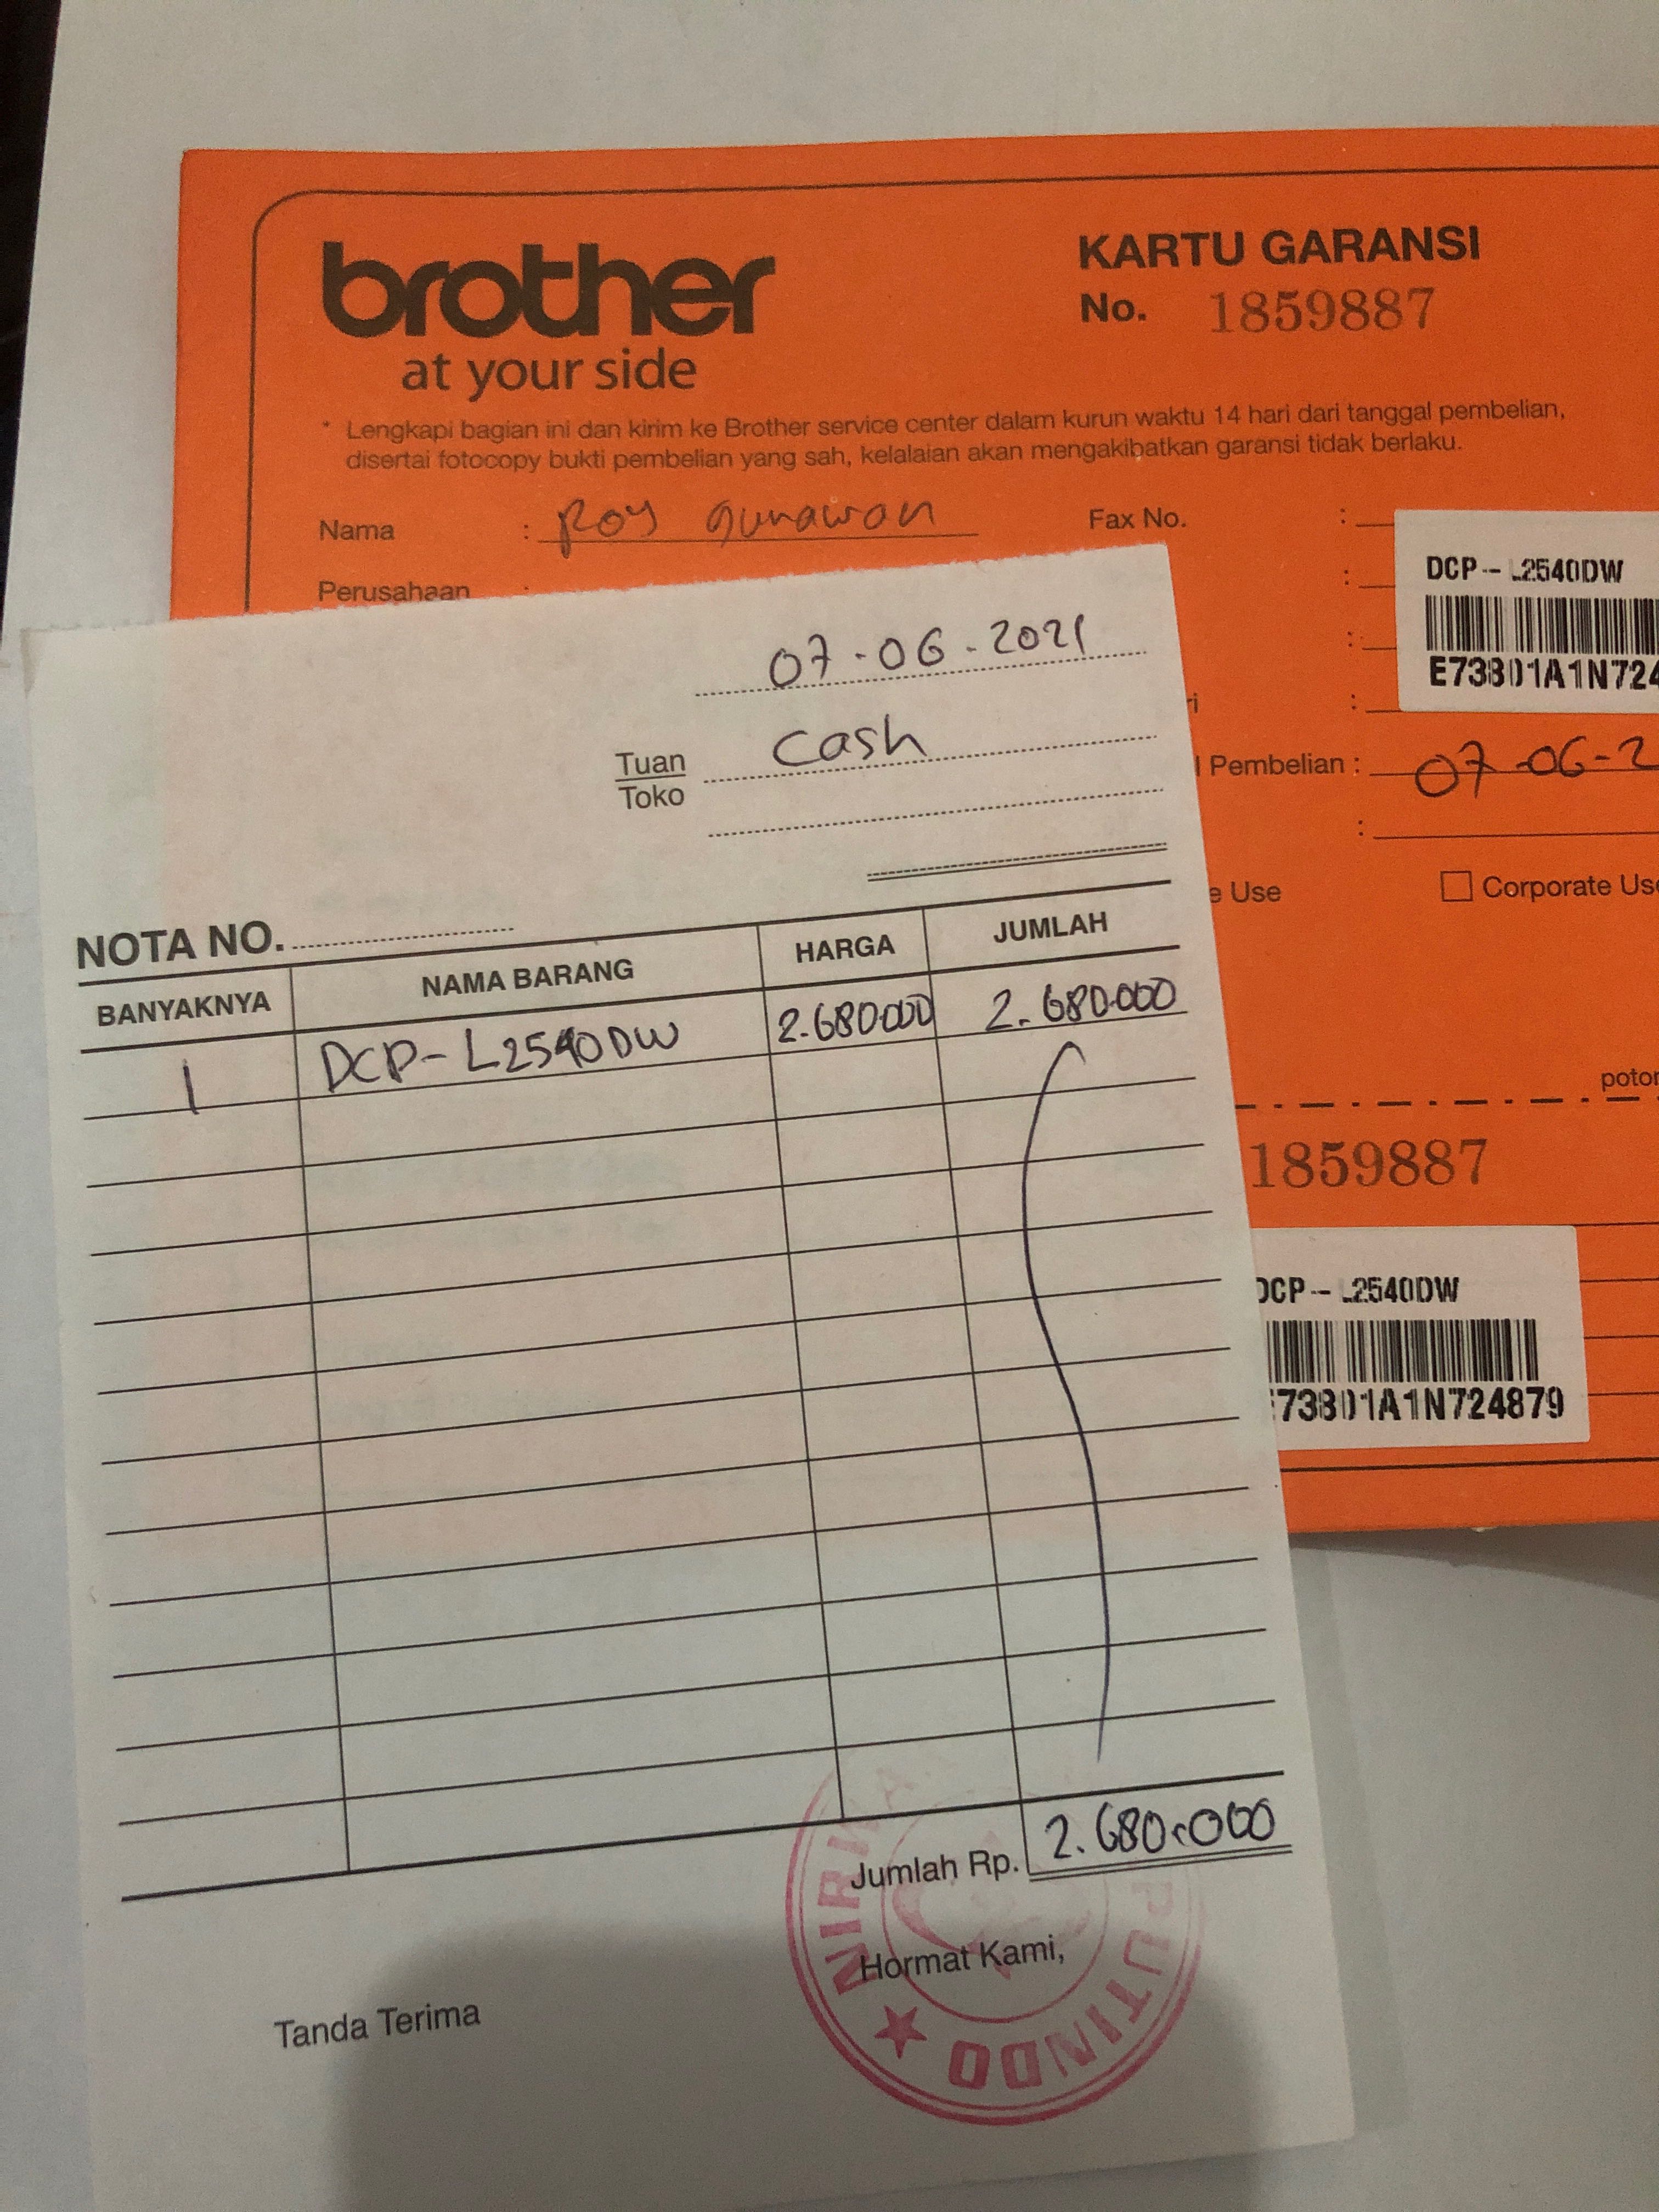 brother
at your side
KARTU GARANSI
No. 1859887
* Lengkapi bagian ini dan kirim ke Brother service center dalam kurun waktu 14 hari dari tanggal pembelian,
disertai fotocopy bukti pembelian yang sah, kelalaian akan mengakibatkan garansi tidak berlaku.
Nama : Roy gunawan
Fax No. :
Perusahaan :
DCP-L2540DW
E73801A1N724
Pembelian : 07-06-2
Use
Corporate Use
1859887
DCP-L2540DW
E73801A1N724879
07-06-2021
Tuan
Toko
Cash
NOTA NO.
BANYAKNYA NAMA BARANG HARGA JUMLAH
1 DCP-L2540DW 2.680.000 2.680.000
Jumlah Rp. 2.680.000
Tanda Terima
Hormat Kami,
PUTINDO